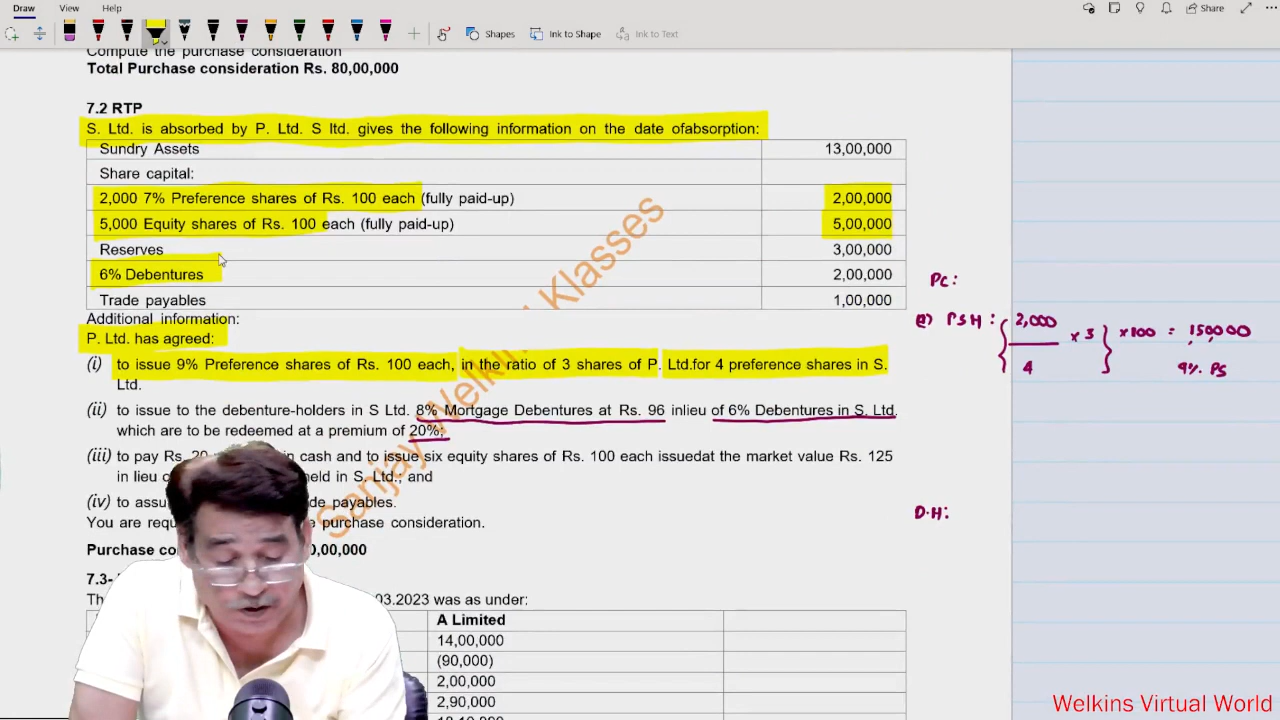 Draw View Help
Share
Shapes Ink to Shape Ink to Text
Compute the purchase consideration
Total Purchase consideration Rs. 80,00,000
7.2 RTP
S. Ltd. is absorbed by P. Ltd. S ltd. gives the following information on the date ofabsorption:
Sundry Assets 13,00,000
Share capital:
2,000 7% Preference shares of Rs. 100 each (fully paid-up) 2,00,000
5,000 Equity shares of Rs. 100 each (fully paid-up) 5,00,000
Reserves 3,00,000
6% Debentures 2,00,000
Trade payables 1,00,000
Additional information:
P. Ltd. has agreed:
(i) to issue 9% Preference shares of Rs. 100 each, in the ratio of 3 shares of P. Ltd.for 4 preference shares in S.
Ltd.
(ii) to issue to the debenture-holders in S Ltd. 8% Mortgage Debentures at Rs. 96 inlieu of 6% Debentures in S. Ltd,
which are to be redeemed at a premium of 20%;
(iii) to pay Rs. 20 in cash and to issue six equity shares of Rs. 100 each issuedat the market value Rs. 125
in lieu held in S. Ltd.; and
(iv) to payables.
You are purchase consideration.
Purchase 00,000
7.3-
03.2023 was as under:
A Limited
14,00,000
(90,000)
2,00,000
2,90,000
PC:
a) PSH: { 2,000 / 4 x 3 } x 100 = 150000
9% PS
D.H:
Sanjay Welkin Klasses
Welkins Virtual World